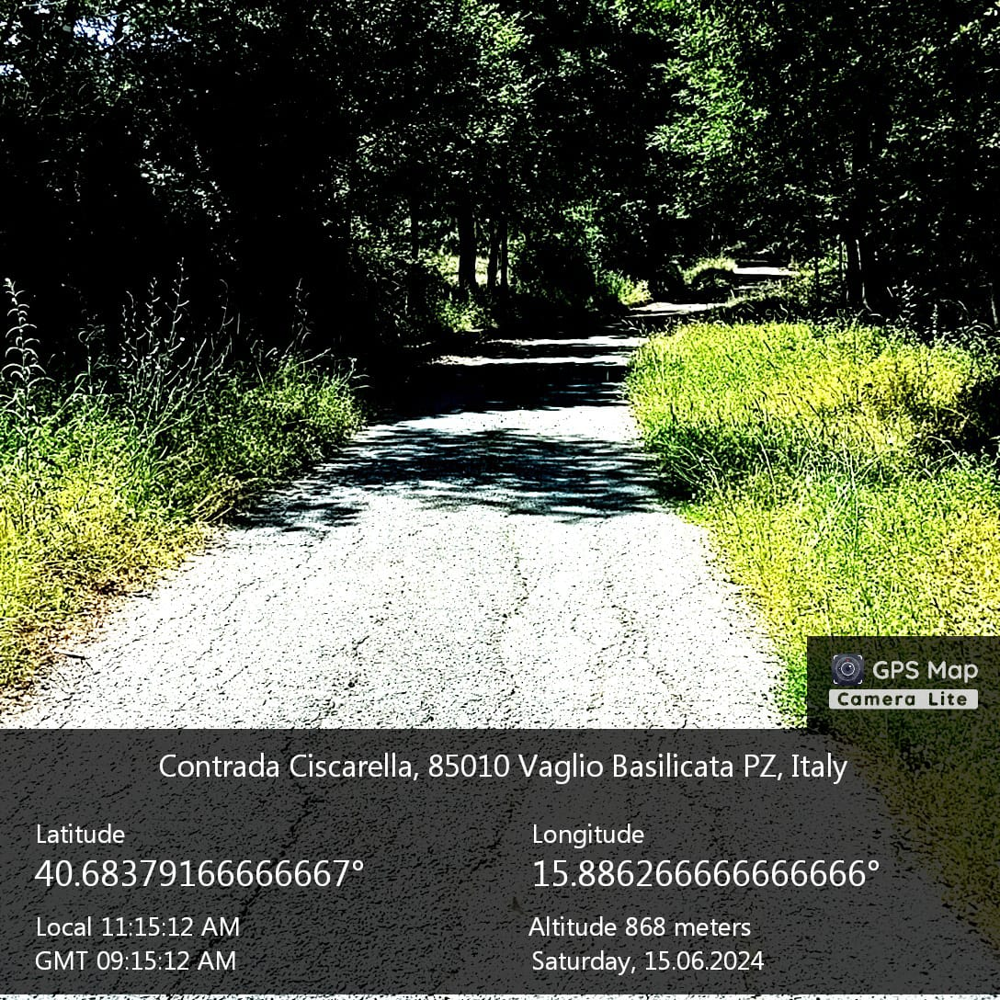 GPS Map
Camera Lite
Contrada Ciscarella, 85010 Vaglio Basilicata PZ, Italy
Latitude
40.68379166666667°
Longitude
15.886266666666666°
Local 11:15:12 AM
GMT 09:15:12 AM
Altitude 868 meters
Saturday, 15.06.2024